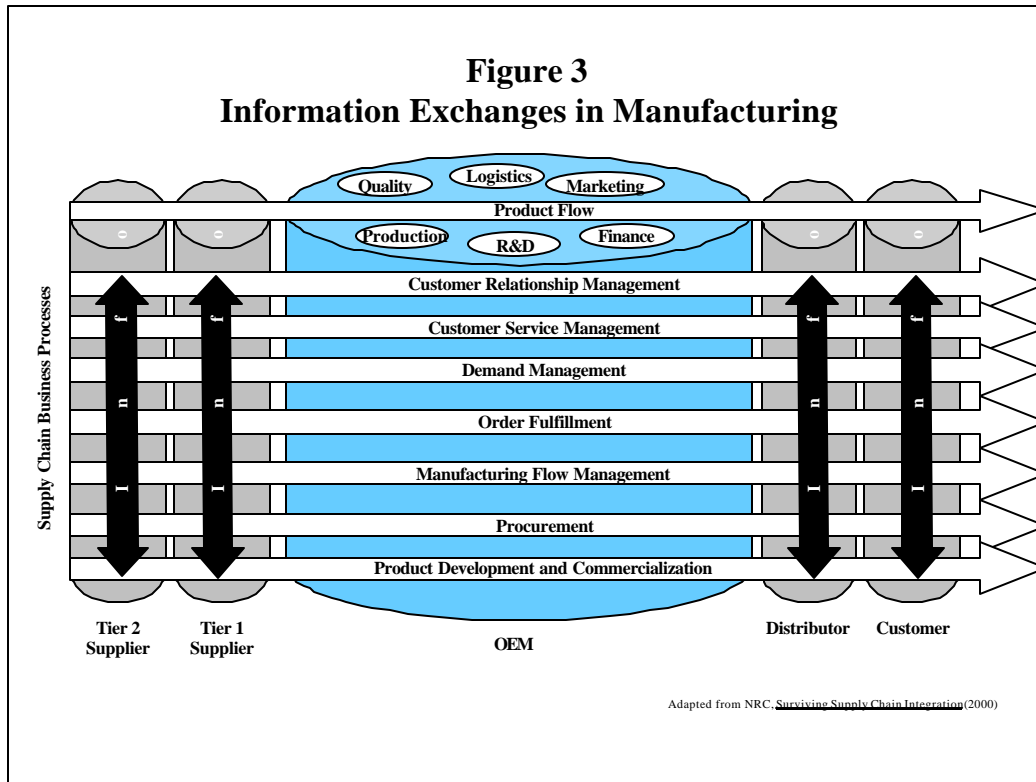 Figure 3
Information Exchanges in Manufacturing
Quality
Logistics
Marketing
Product Flow
Production
R&D
Finance
Customer Relationship Management
Customer Service Management
Demand Management
Order Fulfillment
Manufacturing Flow Management
Procurement
Product Development and Commercialization
Supply Chain Business Processes
I n f o
I n f o
I n f o
I n f o
Tier 2
Supplier
Tier 1
Supplier
OEM
Distributor
Customer
Adapted from NRC, Surviving Supply Chain Integration(2000)